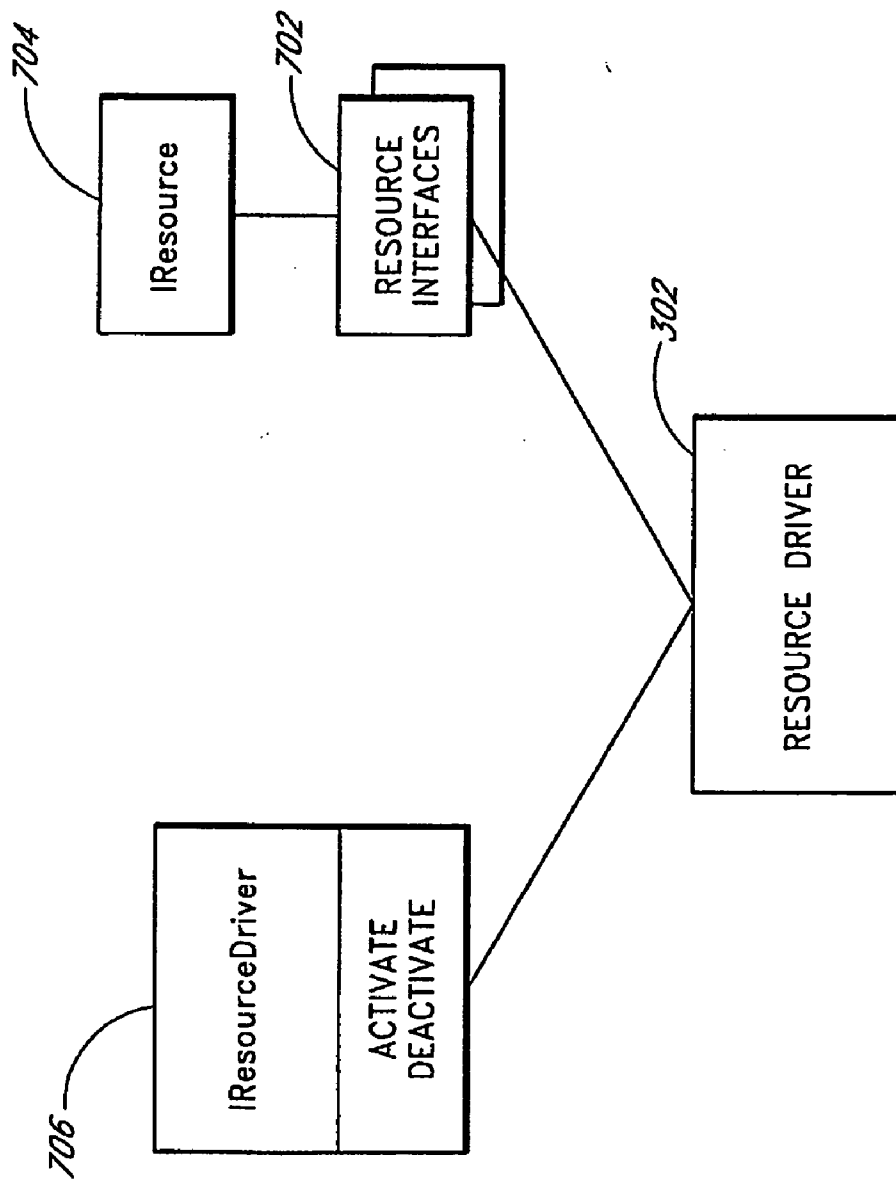 704
IResource
702
RESOURCE
INTERFACES
706
IResourceDriver
ACTIVATE
DEACTIVATE
302
RESOURCE DRIVER